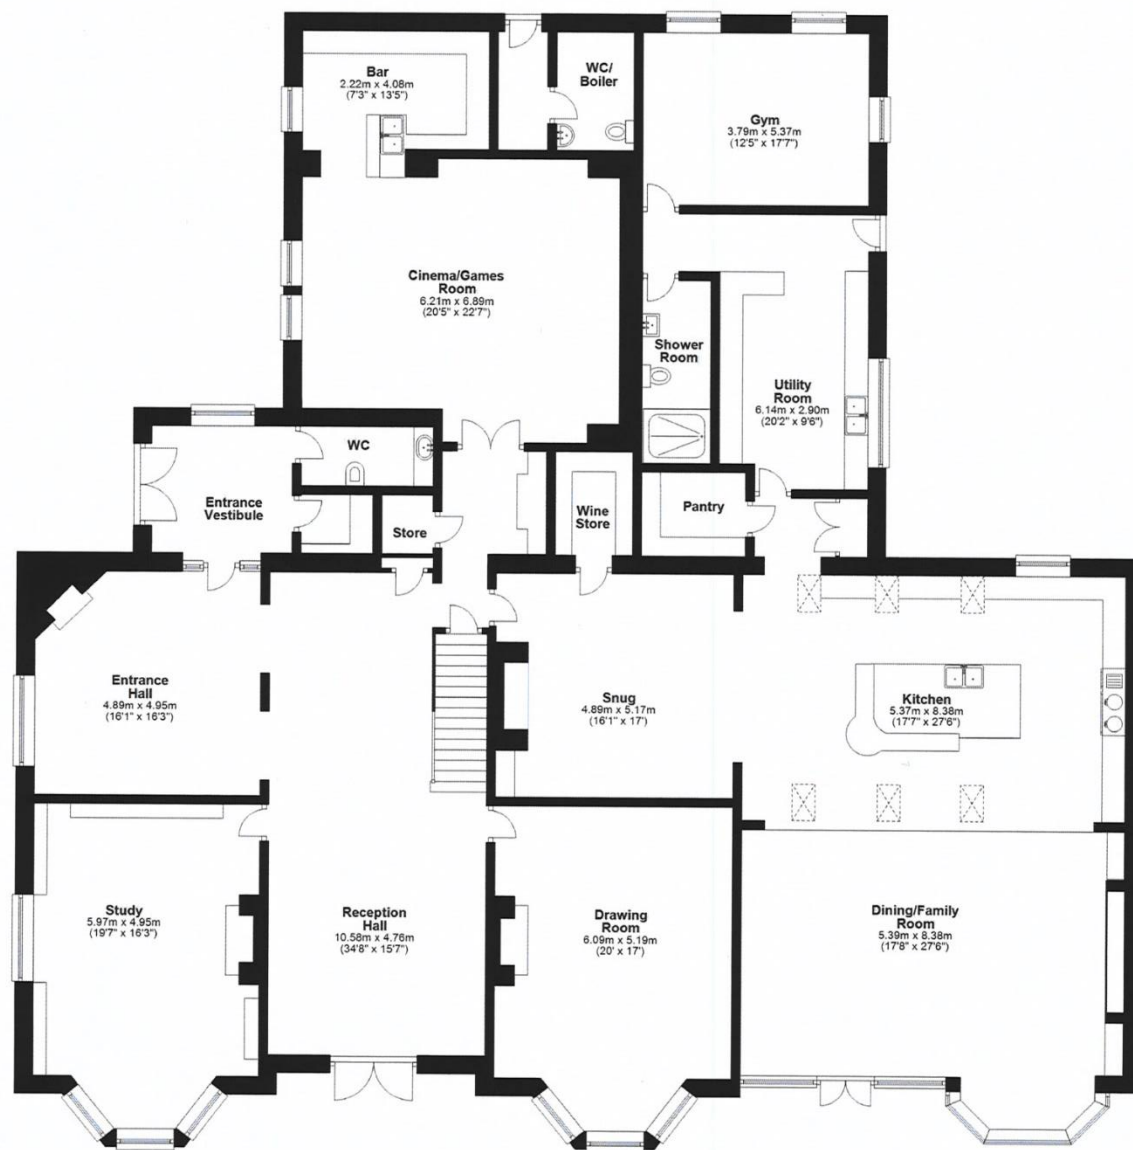 Bar
2.22m x 4.08m
(7'3" x 13'5")
WC/
Boiler
Gym
3.79m x 5.37m
(12'5" x 17'7")
Cinema/Games
Room
6.21m x 6.89m
(20'5" x 22'7")
Shower
Room
Utility
Room
6.14m x 2.90m
(20'2" x 9'6")
WC
Entrance
Vestibule
Store
Wine
Store
Pantry
Entrance
Hall
4.89m x 4.95m
(16'1" x 16'3")
Snug
4.89m x 5.17m
(16'1" x 17')
Kitchen
5.37m x 8.38m
(17'7" x 27'6")
Study
5.97m x 4.95m
(19'7" x 16'3")
Reception
Hall
10.58m x 4.76m
(34'8" x 15'7")
Drawing
Room
6.09m x 5.19m
(20' x 17')
Dining/Family
Room
5.39m x 8.38m
(17'8" x 27'6")